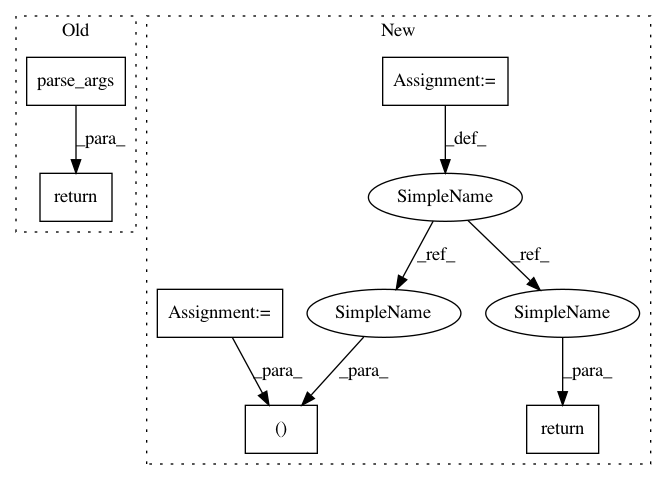 Old
New
parse_args
Assignment:=
_para_
_def_
return
SimpleName
_ref_
_ref_
Assignment:=
SimpleName
SimpleName
_para_
_para_
_para_
()
return